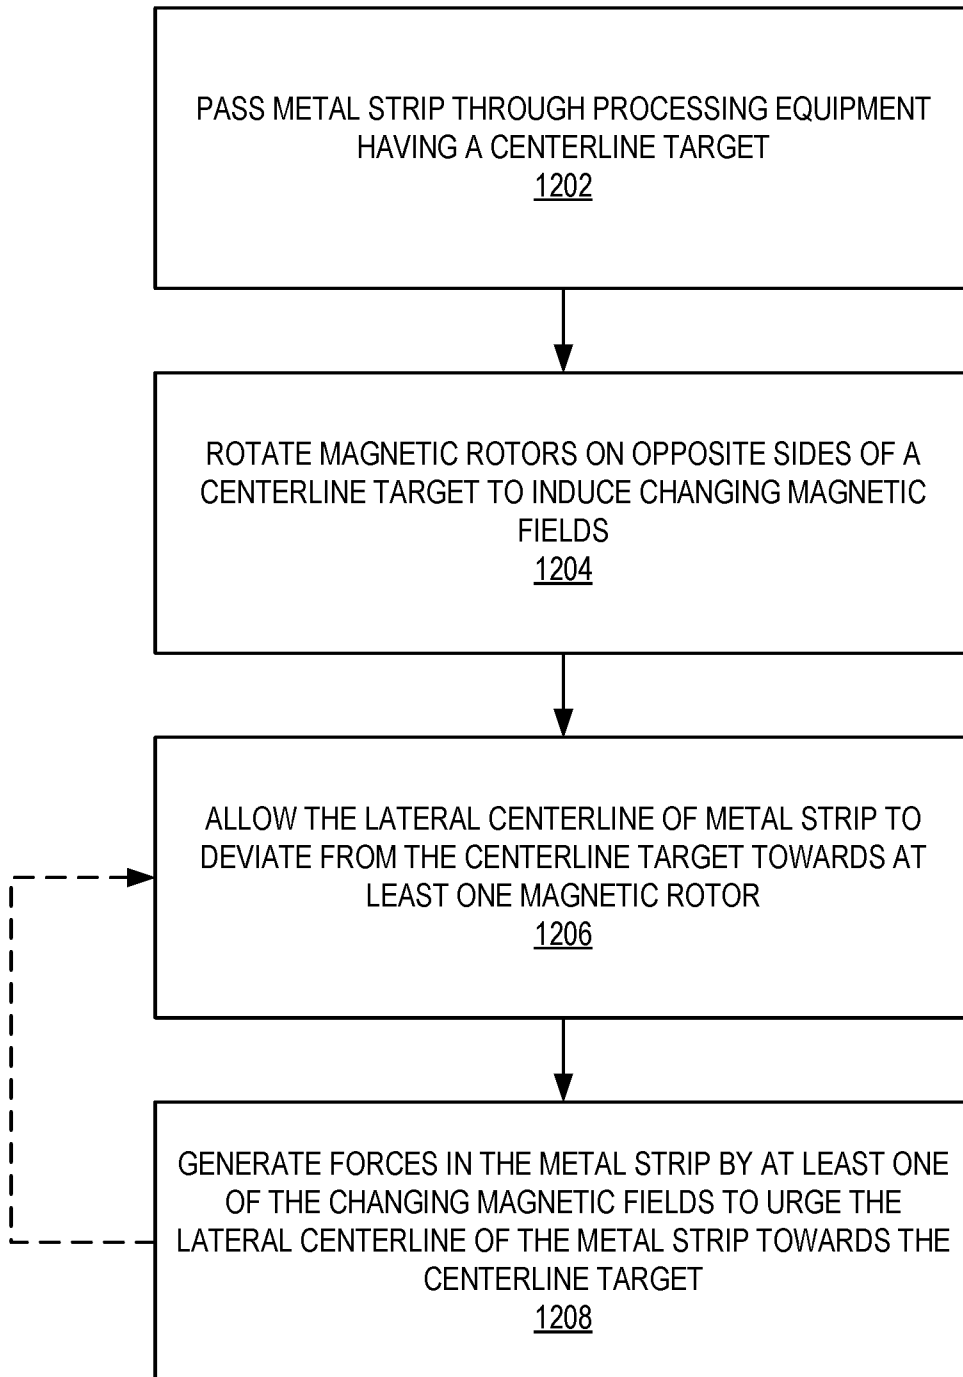 PASS METAL STRIP THROUGH PROCESSING EQUIPMENT
HAVING A CENTERLINE TARGET
1202
ROTATE MAGNETIC ROTORS ON OPPOSITE SIDES OF A
CENTERLINE TARGET TO INDUCE CHANGING MAGNETIC
FIELDS
1204
ALLOW THE LATERAL CENTERLINE OF METAL STRIP TO
DEVIATE FROM THE CENTERLINE TARGET TOWARDS AT
LEAST ONE MAGNETIC ROTOR
1206
GENERATE FORCES IN THE METAL STRIP BY AT LEAST ONE
OF THE CHANGING MAGNETIC FIELDS TO URGE THE
LATERAL CENTERLINE OF THE METAL STRIP TOWARDS THE
CENTERLINE TARGET
1208